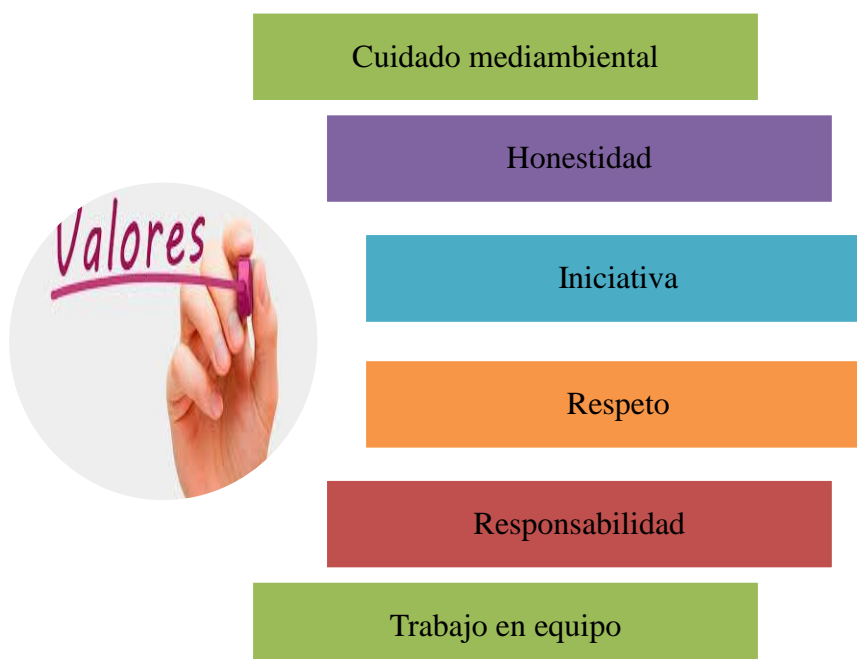 Cuidado mediambiental
Honestidad
Valores
Iniciativa
Respeto
Responsabilidad
Trabajo en equipo